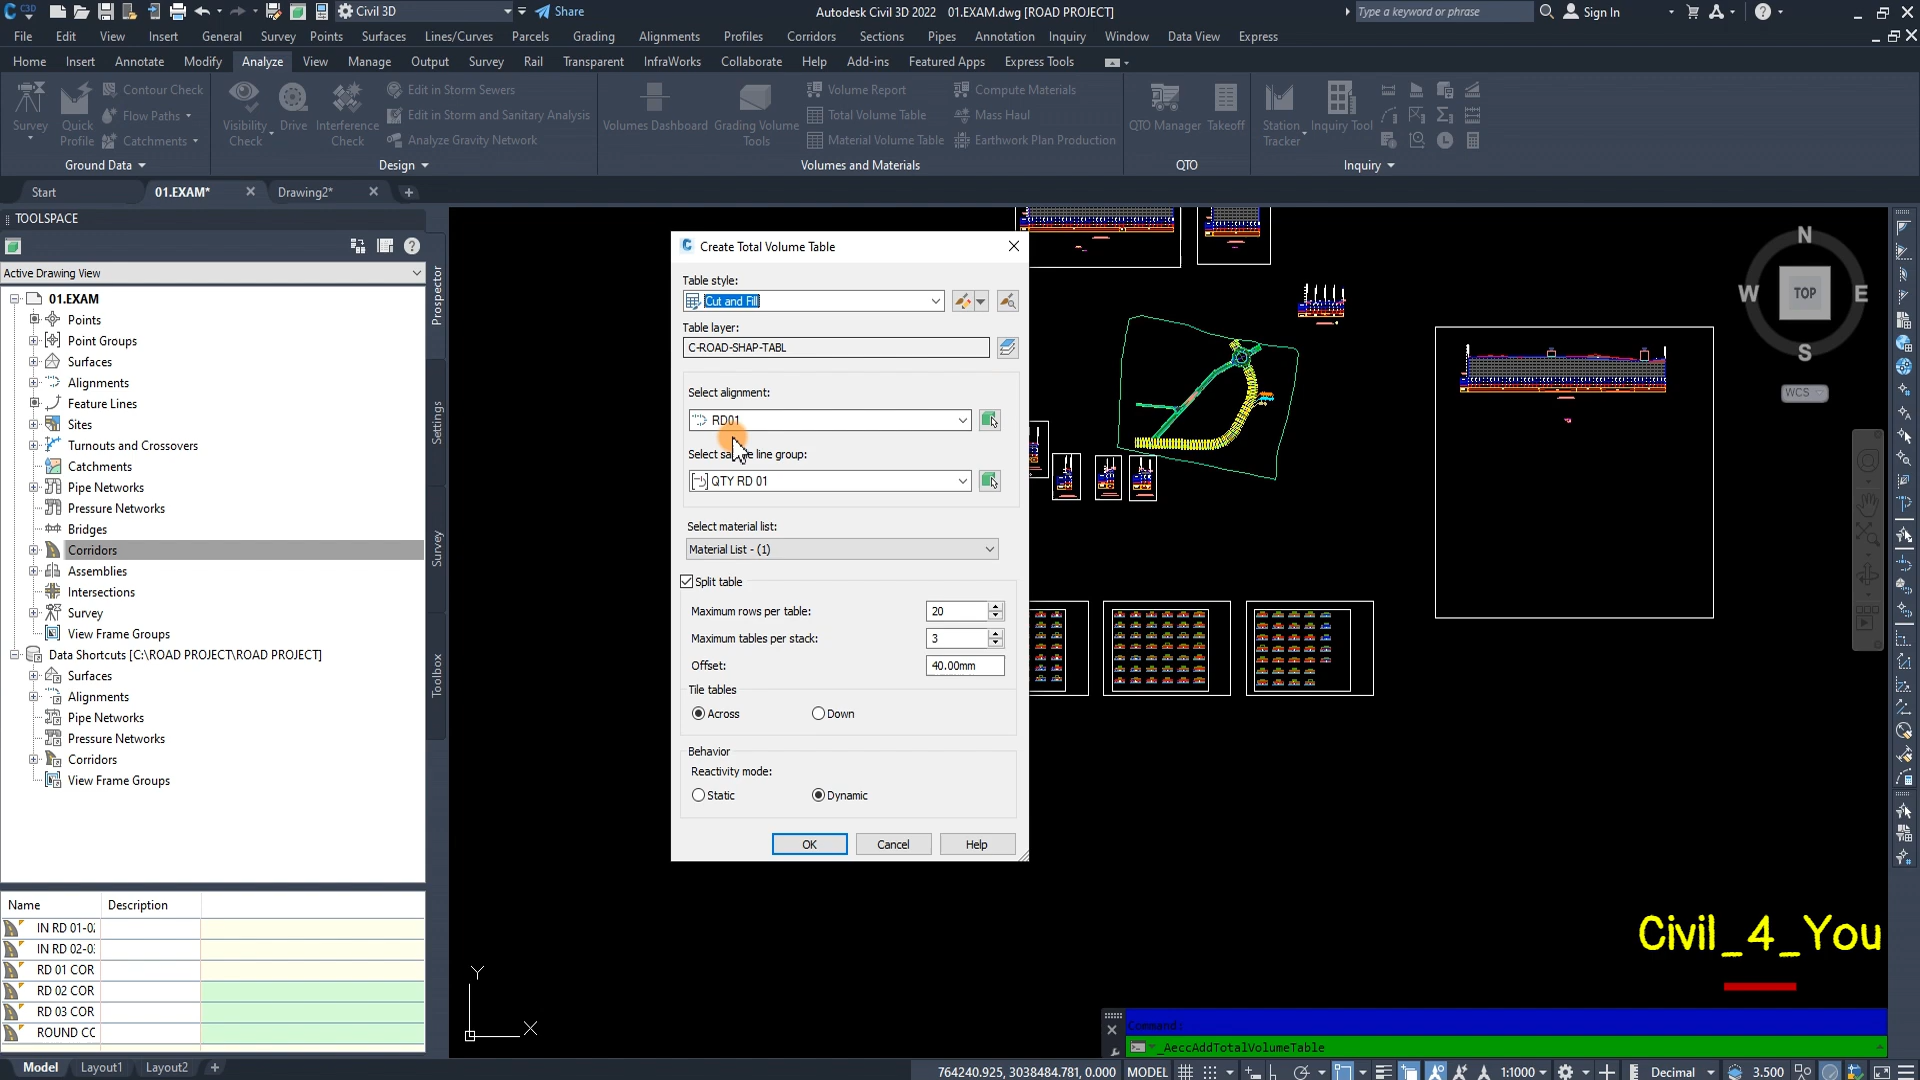 Civil 3D
Share
Autodesk Civil 3D 2022 01.EXAM.dwg [ROAD PROJECT]
Type a keyword or phrase
Sign In
File Edit View Insert General Survey Points Surfaces Lines/Curves Parcels Grading Alignments Profiles Corridors Sections Pipes Annotation Inquiry Window Data View Express
Home Insert Annotate Modify Analyze View Manage Output Survey Rail Transparent InfraWorks Collaborate Help Add-ins Featured Apps Express Tools
Survey
Quick Profile
Contour Check
Flow Paths
Catchments
Ground Data
Visibility Check
Drive
Interference Check
Edit in Storm Sewers
Edit in Storm and Sanitary Analysis
Analyze Gravity Network
Design
Volumes Dashboard
Grading Volume Tools
Volume Report
Total Volume Table
Material Volume Table
Compute Materials
Mass Haul
Earthwork Plan Production
Volumes and Materials
QTO Manager
Takeoff
QTO
Station Tracker
Inquiry Tool
Inquiry
Start
01.EXAM*
Drawing2*
TOOLSPACE
Active Drawing View
01.EXAM
Points
Point Groups
Surfaces
Alignments
Feature Lines
Sites
Turnouts and Crossovers
Catchments
Pipe Networks
Pressure Networks
Bridges
Corridors
Assemblies
Intersections
Survey
View Frame Groups
Data Shortcuts [C:\ROAD PROJECT\ROAD PROJECT]
Surfaces
Alignments
Pipe Networks
Pressure Networks
Corridors
View Frame Groups
Prospector
Settings
Survey
Toolbox
Name Description
IN RD 01-02
IN RD 02-0
RD 01 COR
RD 02 COR
RD 03 COR
ROUND CC
Create Total Volume Table
Table style:
Cut and Fill
Table layer:
C-ROAD-SHAP-TABL
Select alignment:
RD01
Select sample line group:
QTY RD 01
Select material list:
Material List - (1)
Split table
Maximum rows per table:
20
Maximum tables per stack:
3
Offset:
40.00mm
Tile tables
Across Down
Behavior
Reactivity mode:
Static Dynamic
OK Cancel Help
N
W TOP E
S
WCS
Civil_4_You
Y
X
Command:
_AeccAddTotalVolumeTable
Model Layout1 Layout2
764240.925, 3038484.781, 0.000 MODEL
1:1000
Decimal
3.500